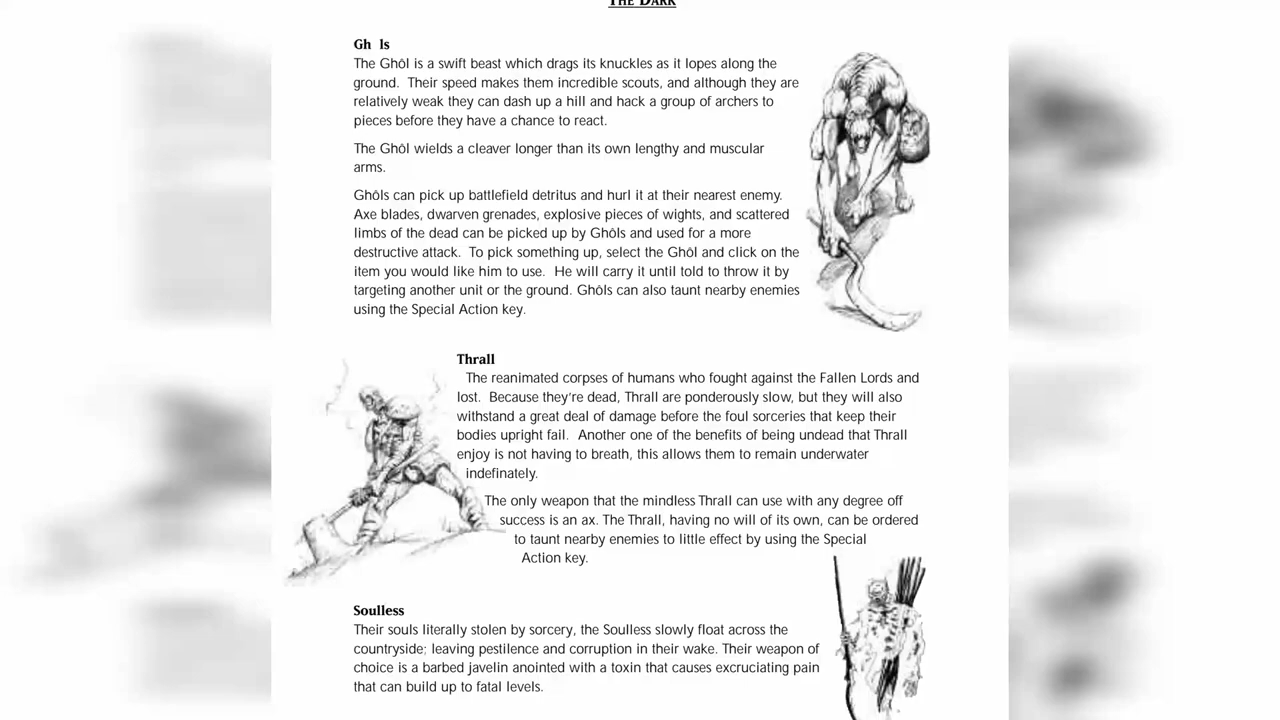 THE DARK
Gh ls
The Ghôl is a swift beast which drags its knuckles as it lopes along the
ground. Their speed makes them incredible scouts, and although they are
relatively weak they can dash up a hill and hack a group of archers to
pieces before they have a chance to react.
The Ghôl wields a cleaver longer than its own lengthy and muscular
arms.
Ghôls can pick up battlefield detritus and hurl it at their nearest enemy.
Axe blades, dwarven grenades, explosive pieces of wights, and scattered
limbs of the dead can be picked up by Ghôls and used for a more
destructive attack. To pick something up, select the Ghôl and click on the
item you would like him to use. He will carry it until told to throw it by
targeting another unit or the ground. Ghôls can also taunt nearby enemies
using the Special Action key.
Thrall
The reanimated corpses of humans who fought against the Fallen Lords and
lost. Because they're dead, Thrall are ponderously slow, but they will also
withstand a great deal of damage before the foul sorceries that keep their
bodies upright fail. Another one of the benefits of being undead that Thrall
enjoy is not having to breath, this allows them to remain underwater
indefinately.
The only weapon that the mindless Thrall can use with any degree off
success is an ax. The Thrall, having no will of its own, can be ordered
to taunt nearby enemies to little effect by using the Special
Action key.
Soulless
Their souls literally stolen by sorcery, the Soulless slowly float across the
countryside; leaving pestilence and corruption in their wake. Their weapon of
choice is a barbed javelin anointed with a toxin that causes excruciating pain
that can build up to fatal levels.